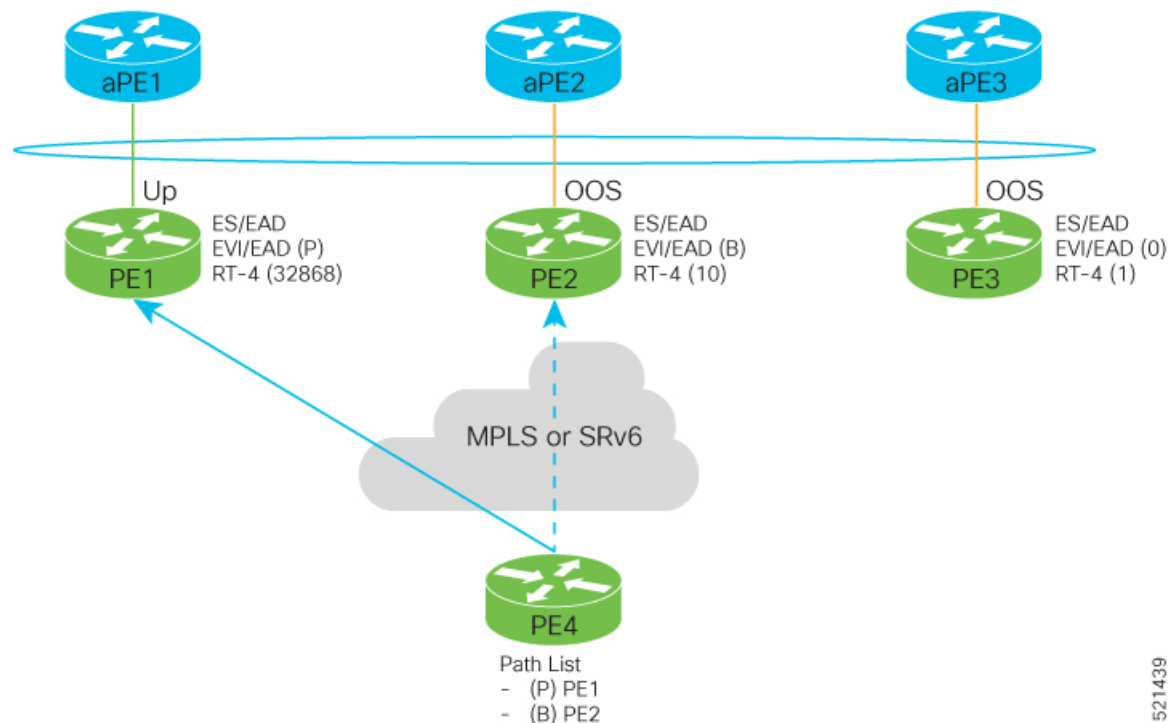 aPE1
aPE2
aPE3
Up
OOS
OOS
ES/EAD
EVI/EAD (P)
RT-4 (32868)
PE1
ES/EAD
EVI/EAD (B)
RT-4 (10)
PE2
ES/EAD
EVI/EAD (0)
RT-4 (1)
PE3
MPLS or SRv6
PE4
Path List
- (P) PE1
- (B) PE2
521439